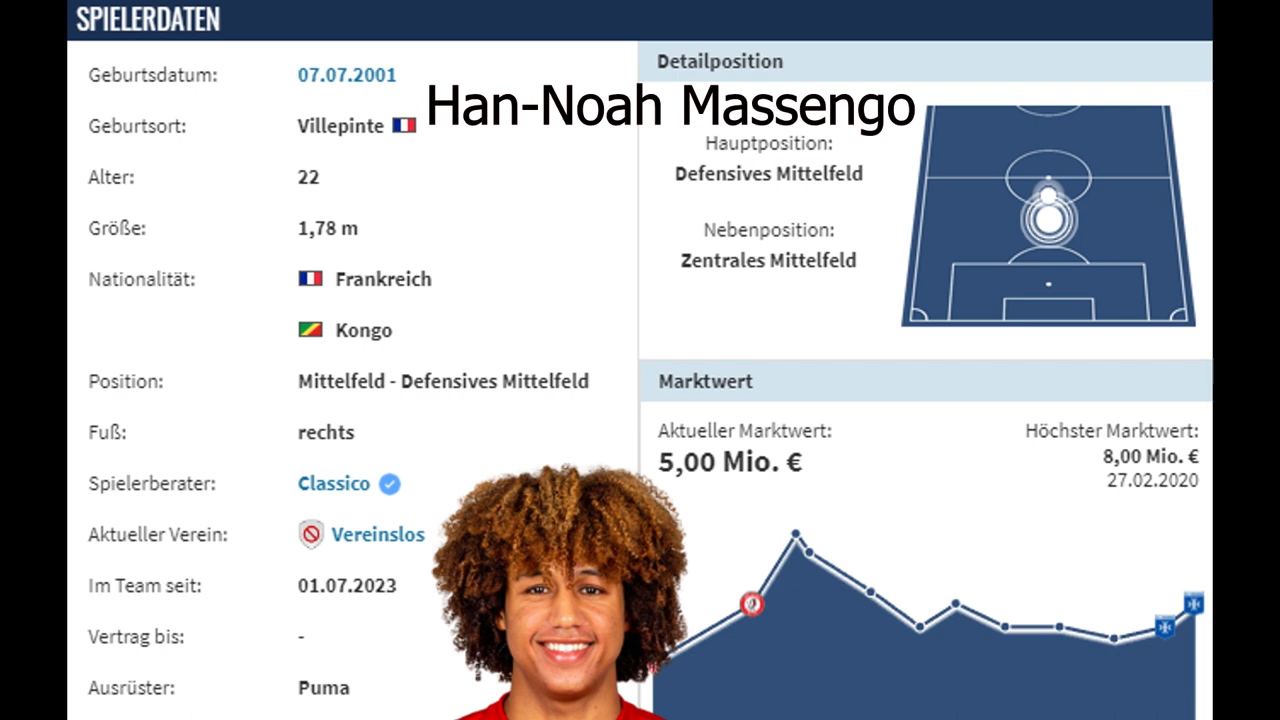 SPIELERDATEN
Geburtsdatum: 07.07.2001
Geburtsort: Villepinte
Alter: 22
Größe: 1,78 m
Nationalität: Frankreich
Kongo
Position: Mittelfeld - Defensives Mittelfeld
Fuß: rechts
Spielerberater: Classico
Aktueller Verein: Vereinslos
Im Team seit: 01.07.2023
Vertrag bis: -
Ausrüster: Puma
Han-Noah Massengo
Detailposition
Hauptposition:
Defensives Mittelfeld
Nebenposition:
Zentrales Mittelfeld
Marktwert
Aktueller Marktwert:
5,00 Mio. €
Höchster Marktwert:
8,00 Mio. €
27.02.2020